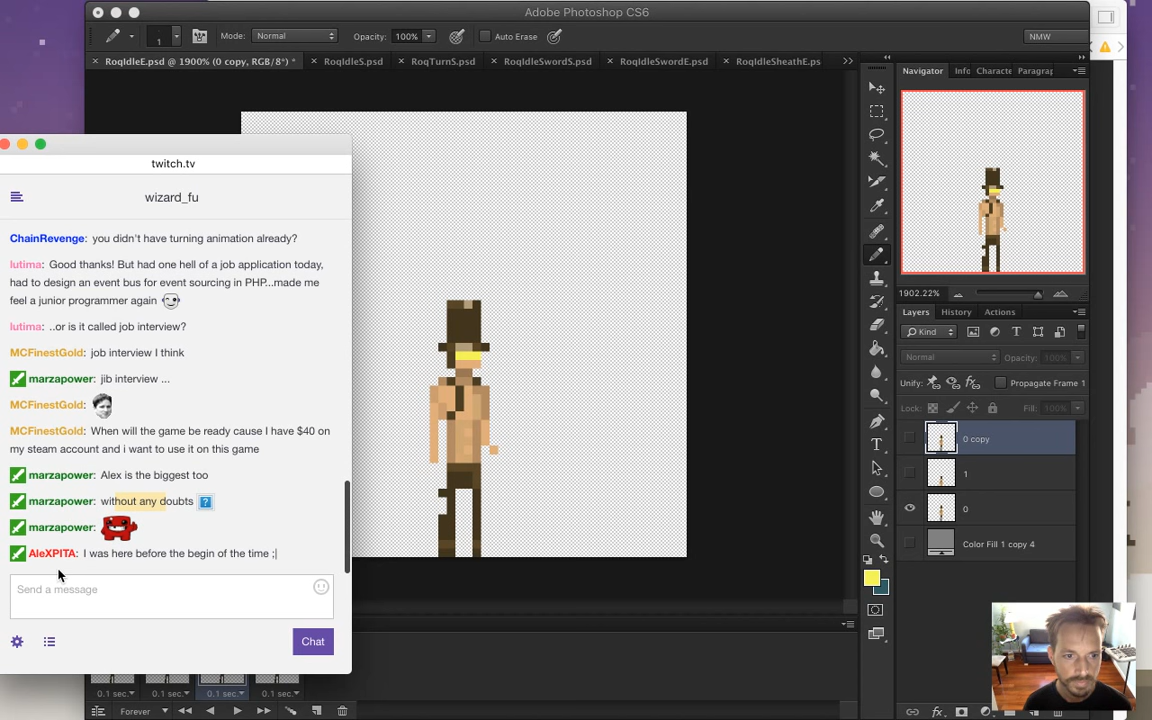 Adobe Photoshop CS6
1 Mode: Normal Opacity: 100% Auto Erase NMW
× RoqIdleE.psd @ 1900% (0 copy, RGB/8*) * × RoqIdleS.psd × RoqTurnS.psd × RoqIdleSwordS.psd × RoqIdleSwordE.psd × RoqIdleSheathE.ps
Navigator Info Characte Paragrap
twitch.tv
wizard_fu
ChainRevenge: you didn't have turning animation already?
lutima: Good thanks! But had one hell of a job application today,
had to design an event bus for event sourcing in PHP...made me
feel a junior programmer again
lutima: ..or is it called job interview?
MCFinestGold: job interview I think
marzapower: jib interview ...
MCFinestGold:
MCFinestGold: When will the game be ready cause I have $40 on
my steam account and i want to use it on this game
marzapower: Alex is the biggest too
marzapower: without any doubts ?
marzapower:
AleXPITA: I was here before the begin of the time ;|
Send a message
Chat
1902.22%
Layers History Actions
Kind
Normal Opacity: 100%
Unify: Propagate Frame 1
Lock: Fill: 100%
0 copy
1
0
Color Fill 1 copy 4
0.1 sec. 0.1 sec. 0.1 sec. 0.1 sec.
Forever